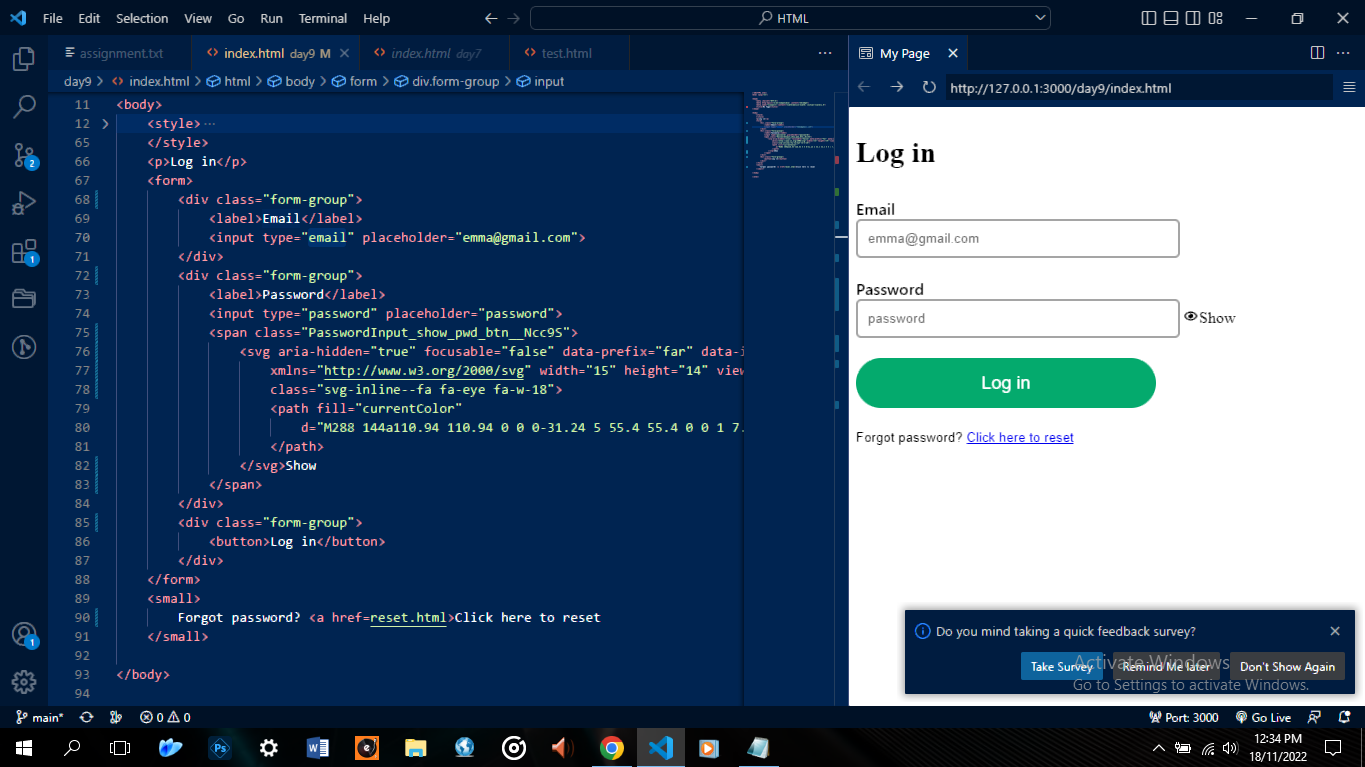 File Edit Selection View Go Run Terminal Help
HTML
assignment.txt
index.html day9 M
index.html day7
test.html
My Page
day9 > index.html > html > body > form > div.form-group > input
http://127.0.0.1:3000/day9/index.html
11 <body>
12 <style>···
65 </style>
66 <p>Log in</p>
67 <form>
68 <div class="form-group">
69 <label>Email</label>
70 <input type="email" placeholder="emma@gmail.com">
71 </div>
72 <div class="form-group">
73 <label>Password</label>
74 <input type="password" placeholder="password">
75 <span class="PasswordInput_show_pwd_btn__Ncc9S">
76 <svg aria-hidden="true" focusable="false" data-prefix="far" data-i
77 xmlns="http://www.w3.org/2000/svg" width="15" height="14" view
78 class="svg-inline--fa fa-eye fa-w-18">
79 <path fill="currentColor"
80 d="M288 144a110.94 110.94 0 0 0-31.24 5 55.4 55.4 0 0 1 7.
81 </path>
82 </svg>Show
83 </span>
84 </div>
85 <div class="form-group">
86 <button>Log in</button>
87 </div>
88 </form>
89 <small>
90 Forgot password? <a href=reset.html>Click here to reset
91 </small>
92
93 </body>
94
Log in
Email
emma@gmail.com
Password
password
Show
Log in
Forgot password? Click here to reset
Do you mind taking a quick feedback survey?
Take Survey Remind Me later Don't Show Again
Activate Windows
Go to Settings to activate Windows.
2
1
1
main* 0 0
Port: 3000 Go Live
Ps
W
12:34 PM
18/11/2022